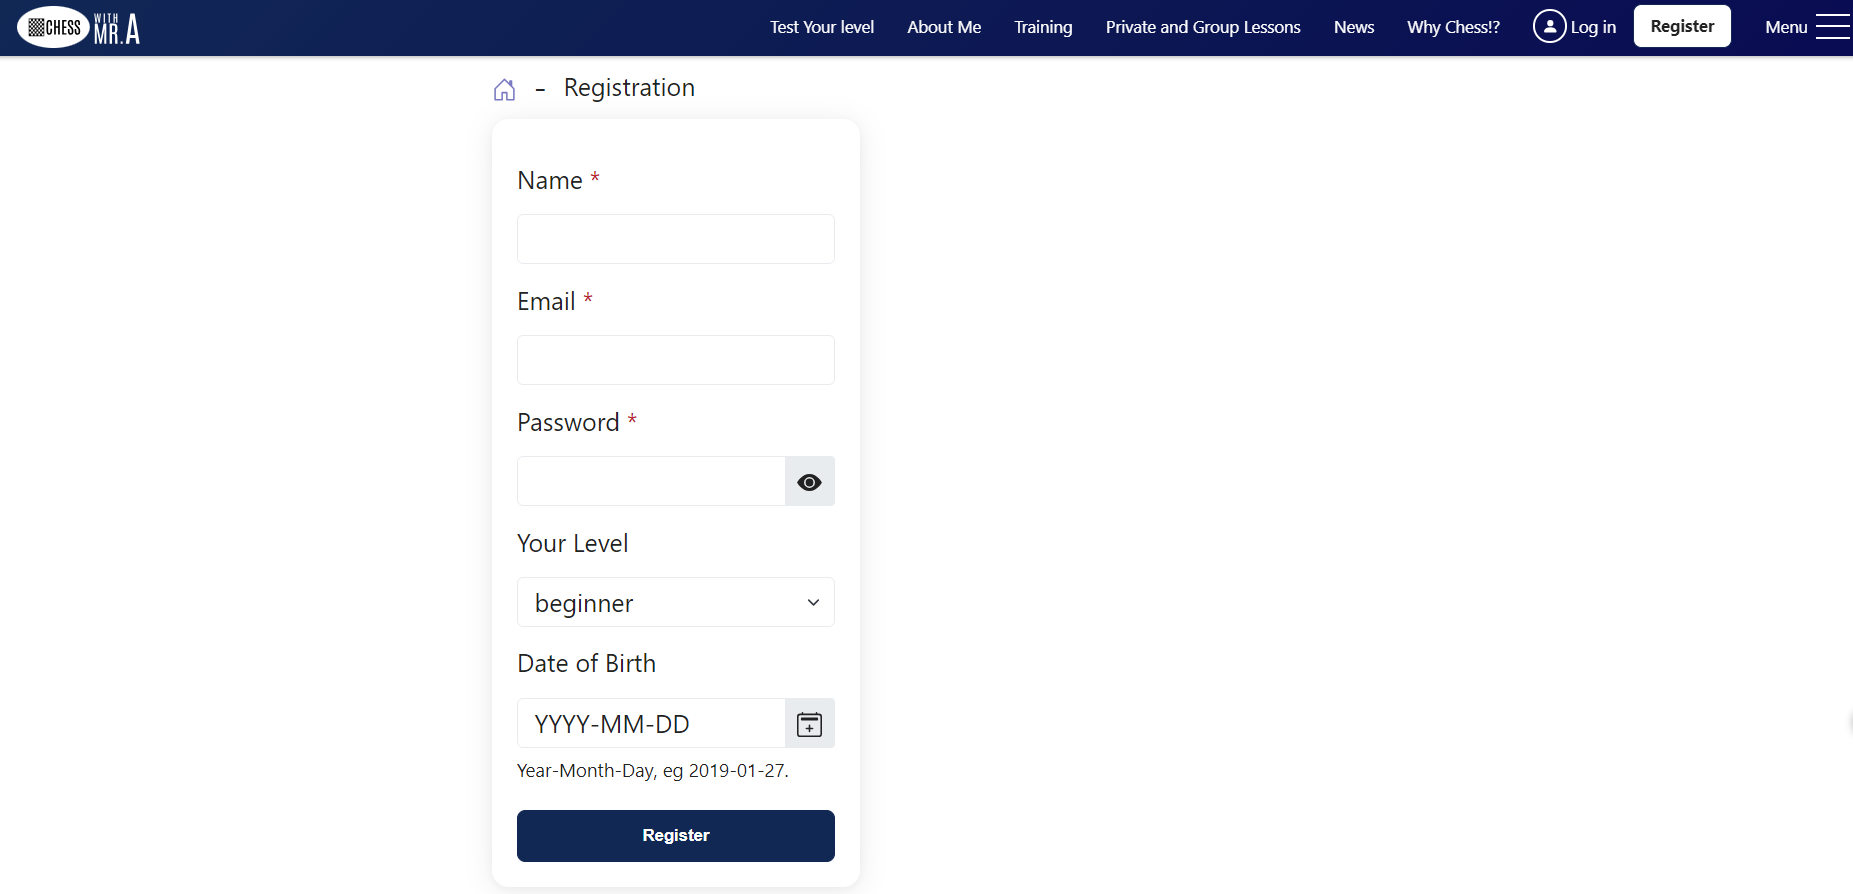 CHESS WITH MR.A
Test Your level About Me Training Private and Group Lessons News Why Chess!? Log in Register Menu
- Registration
Name *
Email *
Password *
Your Level
beginner
Date of Birth
YYYY-MM-DD
Year-Month-Day, eg 2019-01-27.
Register